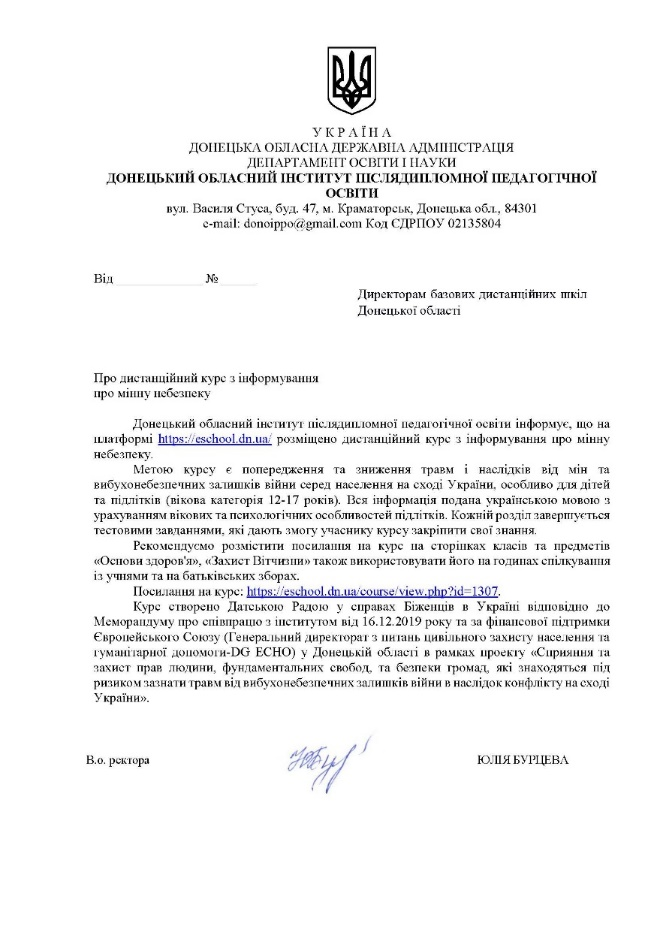 У К Р А Ї Н А
ДОНЕЦЬКА ОБЛАСНА ДЕРЖАВНА АДМІНІСТРАЦІЯ
ДЕПАРТАМЕНТ ОСВІТИ І НАУКИ
ДОНЕЦЬКИЙ ОБЛАСНИЙ ІНСТИТУТ ПІСЛЯДИПЛОМНОЇ ПЕДАГОГІЧНОЇ
ОСВІТИ
вул. Василя Стуса, буд. 47, м. Краматорськ, Донецька обл., 84301
e-mail: donoippo@gmail.com Код ЄДРПОУ 02135804
Від ______________ № ______
Директорам базових дистанційних шкіл
Донецької області
Про дистанційний курс з інформування
про мінну небезпеку
Донецький обласний інститут післядипломної педагогічної освіти інформує, що на
платформі https://eschool.dn.ua/ розміщено дистанційний курс з інформування про мінну
небезпеку.
Метою курсу є попередження та зниження травм і наслідків від мін та
вибухонебезпечних залишків війни серед населення на сході України, особливо для дітей
та підлітків (вікова категорія 12-17 років). Вся інформація подана українською мовою з
урахуванням вікових та психологічних особливостей підлітків. Кожній розділ завершується
тестовими завданнями, які дають змогу учаснику курсу закріпити свої знання.
Рекомендуємо розмістити посилання на курс на сторінках класів та предметів
«Основи здоров'я», «Захист Вітчизни» також використовувати його на годинах спілкування
із учнями та на батьківських зборах.
Посилання на курс: https://eschool.dn.ua/course/view.php?id=1307.
Курс створено Датською Радою у справах Біженців в Україні відповідно до
Меморандуму про співпрацю з інститутом від 16.12.2019 року та за фінансової підтримки
Європейського Союзу (Генеральний директорат з питань цивільного захисту населення та
гуманітарної допомоги-DG ECHO) у Донецькій області в рамках проекту «Сприяння та
захист прав людини, фундаментальних свобод, та безпеки громад, які знаходяться під
ризиком зазнати травм від вибухонебезпечних залишків війни в наслідок конфлікту на сході
України».
В.о. ректора ЮЛІЯ БУРЦЕВА